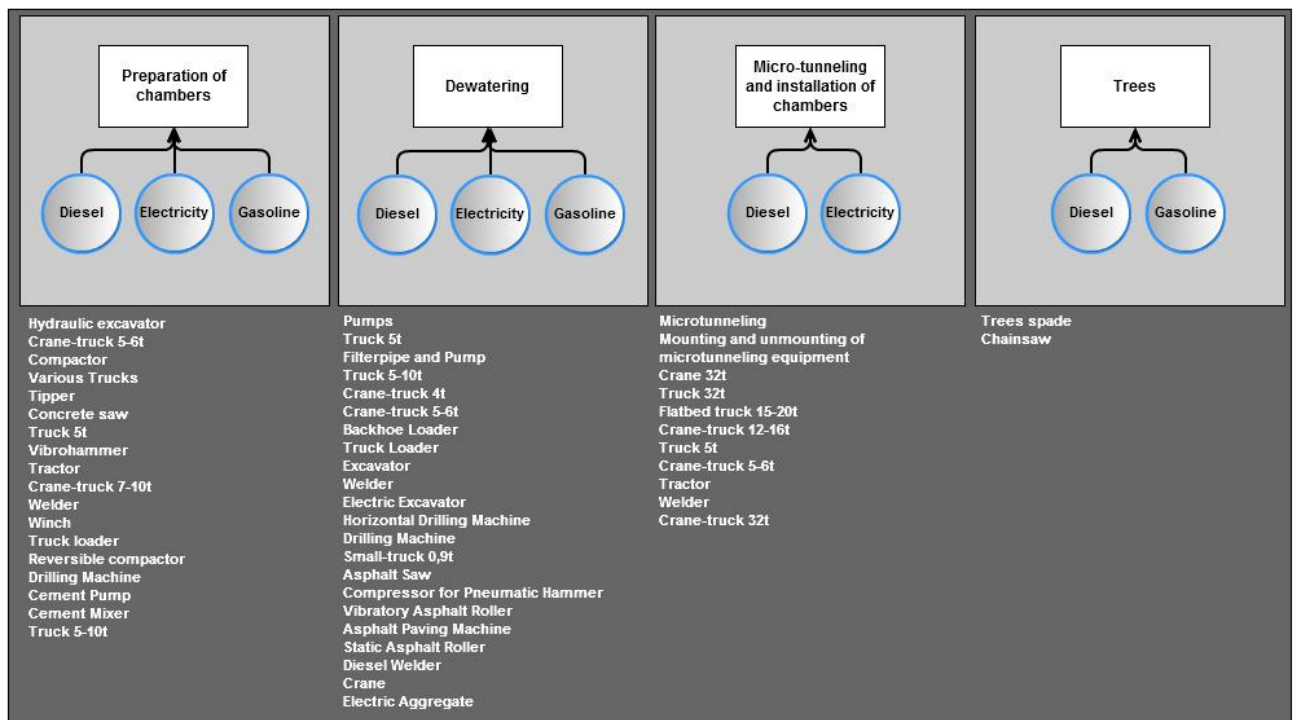 Preparation of
chambers
Diesel
Electricity
Gasoline
Hydraulic excavator
Crane-truck 5-6t
Compactor
Various Trucks
Tipper
Concrete saw
Truck 5t
Vibrohammer
Tractor
Crane-truck 7-10t
Welder
Winch
Truck loader
Reversible compactor
Drilling Machine
Cement Pump
Cement Mixer
Truck 5-10t
Dewatering
Diesel
Electricity
Gasoline
Pumps
Truck 5t
Filterpipe and Pump
Truck 5-10t
Crane-truck 4t
Crane-truck 5-6t
Backhoe Loader
Truck Loader
Excavator
Welder
Electric Excavator
Horizontal Drilling Machine
Drilling Machine
Small-truck 0,9t
Asphalt Saw
Compressor for Pneumatic Hammer
Vibratory Asphalt Roller
Asphalt Paving Machine
Static Asphalt Roller
Diesel Welder
Crane
Electric Aggregate
Micro-tunneling
and installation of
chambers
Diesel
Electricity
Microtunneling
Mounting and unmounting of
microtunneling equipment
Crane 32t
Truck 32t
Flatbed truck 15-20t
Crane-truck 12-16t
Truck 5t
Crane-truck 5-6t
Tractor
Welder
Crane-truck 32t
Trees
Diesel
Gasoline
Trees spade
Chainsaw